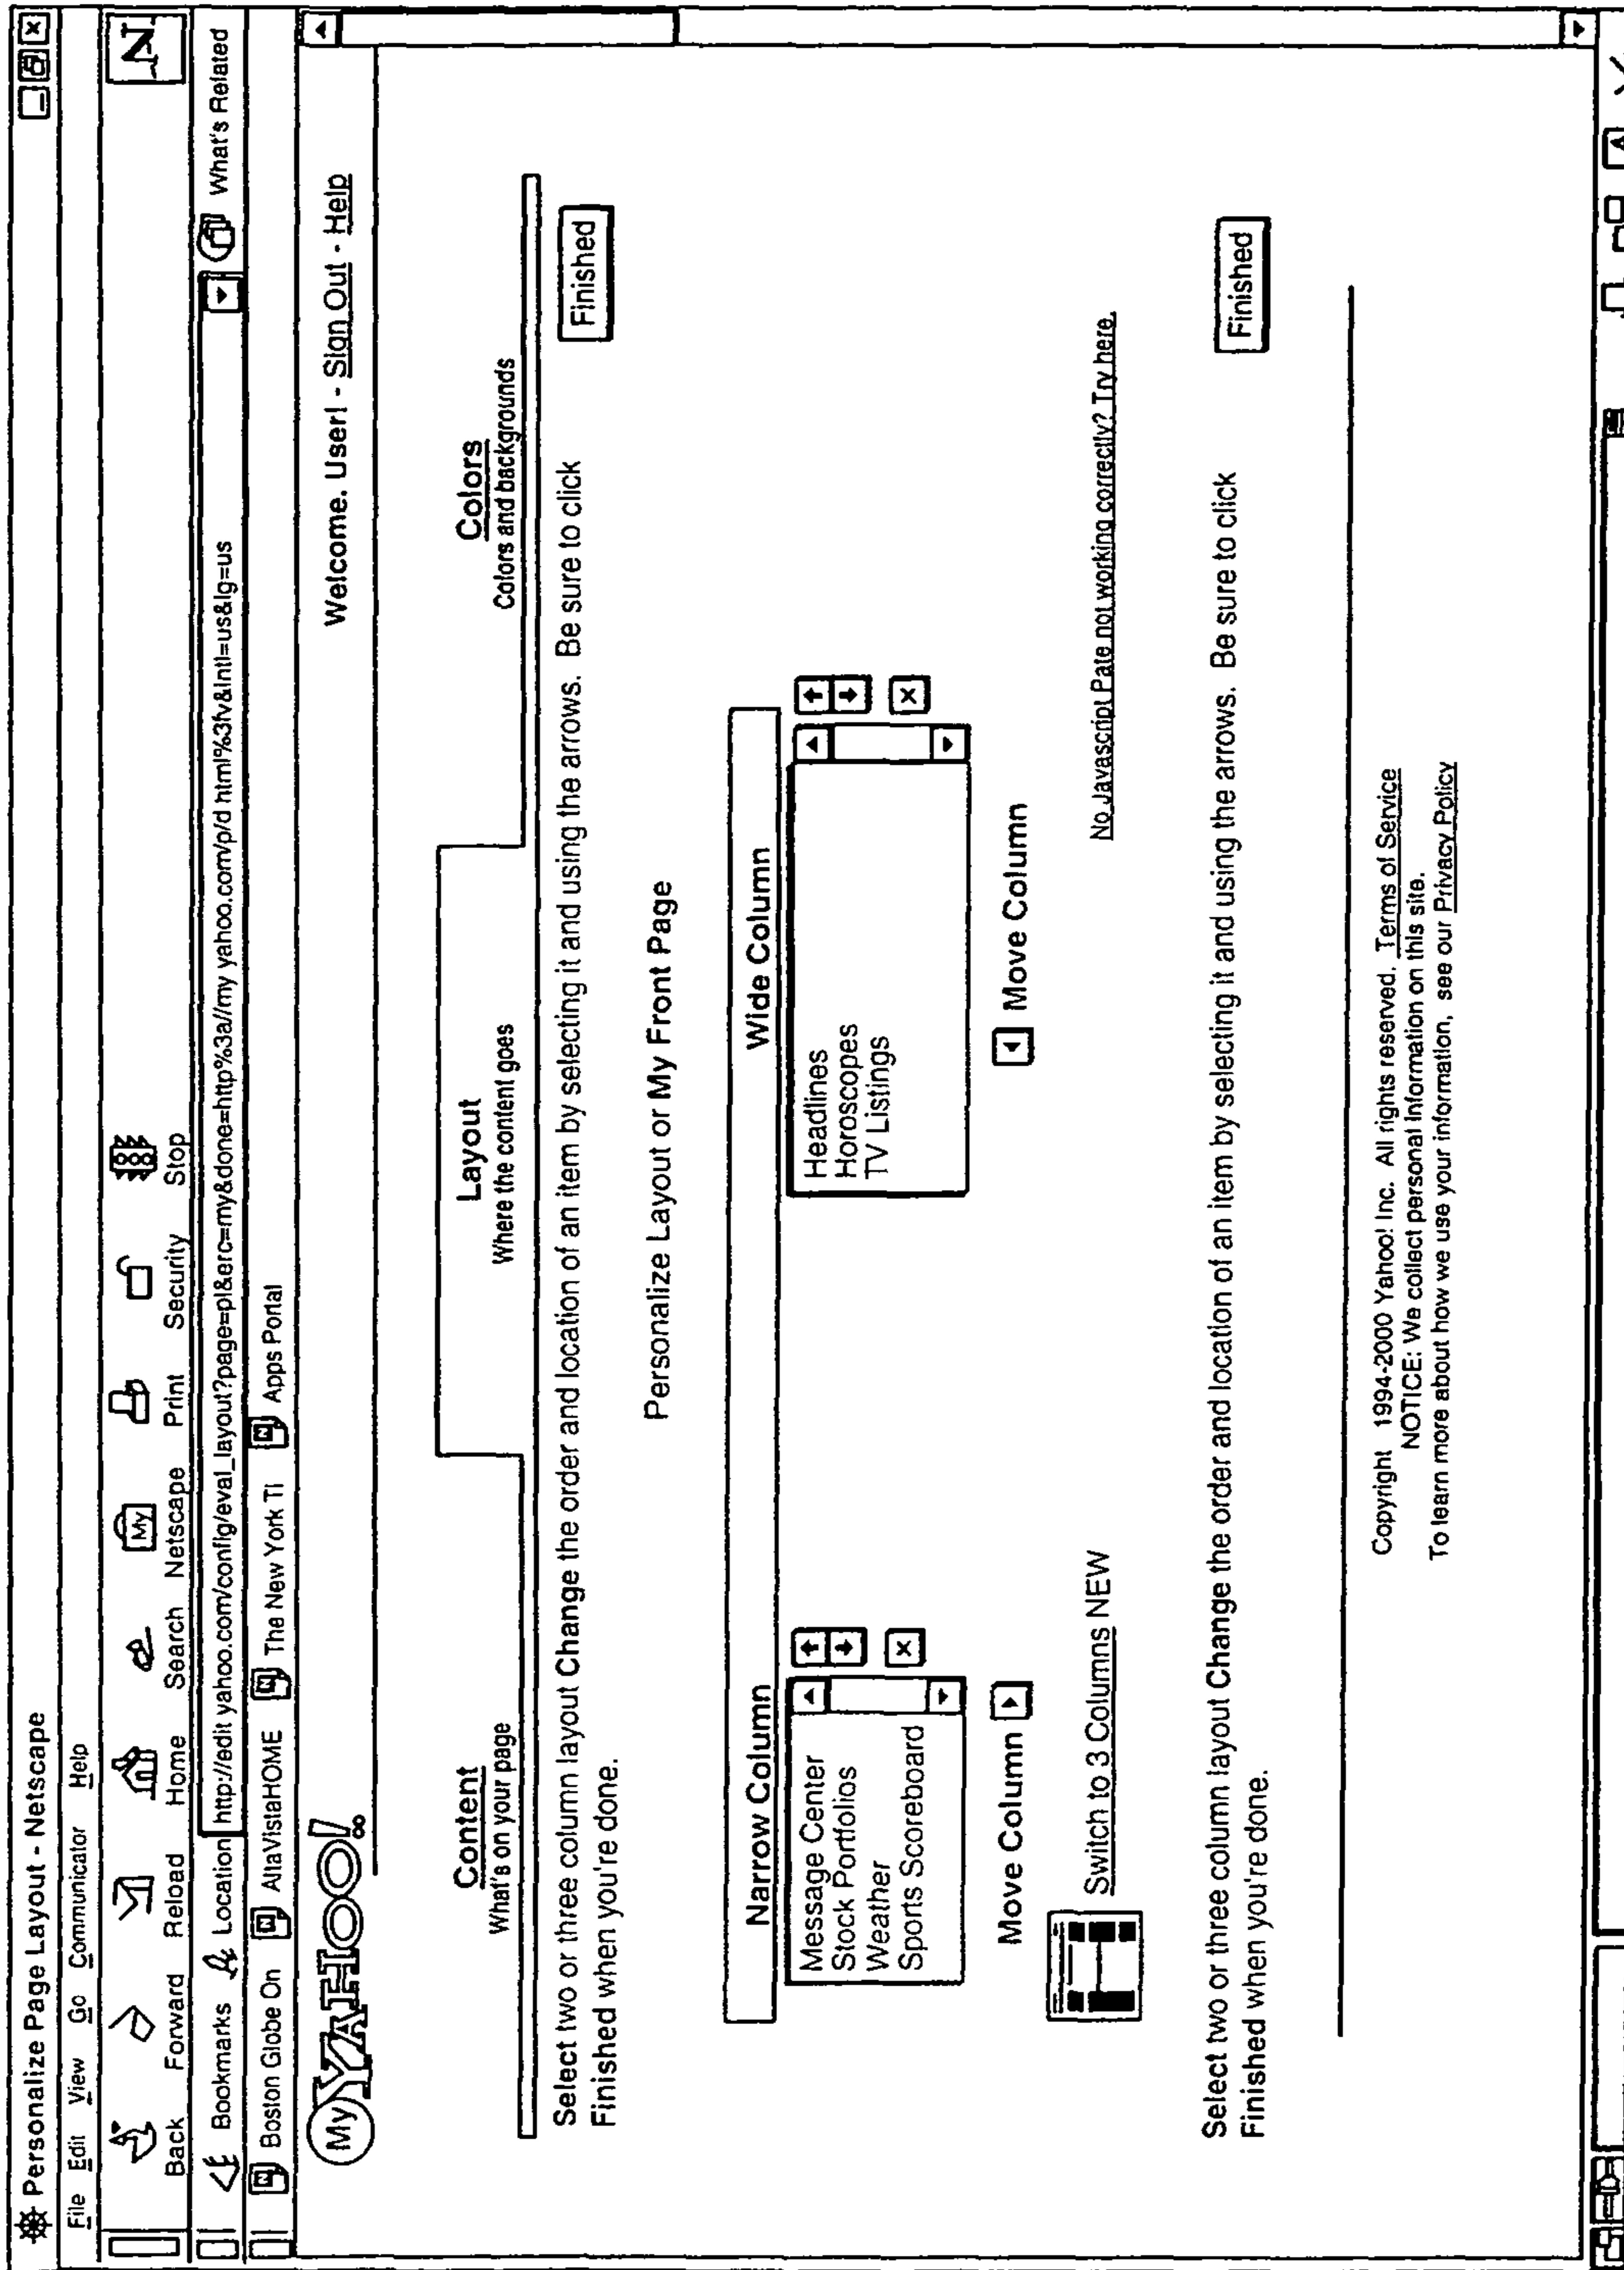 Personalize Page Layout - Netscape
File Edit View Go Communicator Help
Back Forward Reload Home Search Netscape Print Security Stop
My
N
Bookmarks Location http://edit yahoo.com/config/eval_layout?page=pl&erc=my&done=http%3a//my yahoo.com/p/d html%3fv&Intl=us&lg=us What's Related
Boston Globe On AltaVistaHOME The New York Ti Apps Portal
My YAHOO! Welcome. User! - Sign Out - Help
Content Layout Colors
What's on your page Where the content goes Colors and backgrounds
Select two or three column layout Change the order and location of an item by selecting it and using the arrows. Be sure to click Finished
Finished when you're done.
Personalize Layout or My Front Page
Narrow Column Wide Column
Message Center Headlines
Stock Portfolios Horoscopes
Weather TV Listings
Sports Scoreboard
Move Column Move Column
Switch to 3 Columns NEW No Javascript Pate not working correctly? Try here.
Select two or three column layout Change the order and location of an item by selecting it and using the arrows. Be sure to click Finished
Finished when you're done.
Copyright 1994-2000 Yahoo! Inc. All rights reserved. Terms of Service
NOTICE: We collect personal Information on this site.
To learn more about how we use your information, see our Privacy Policy